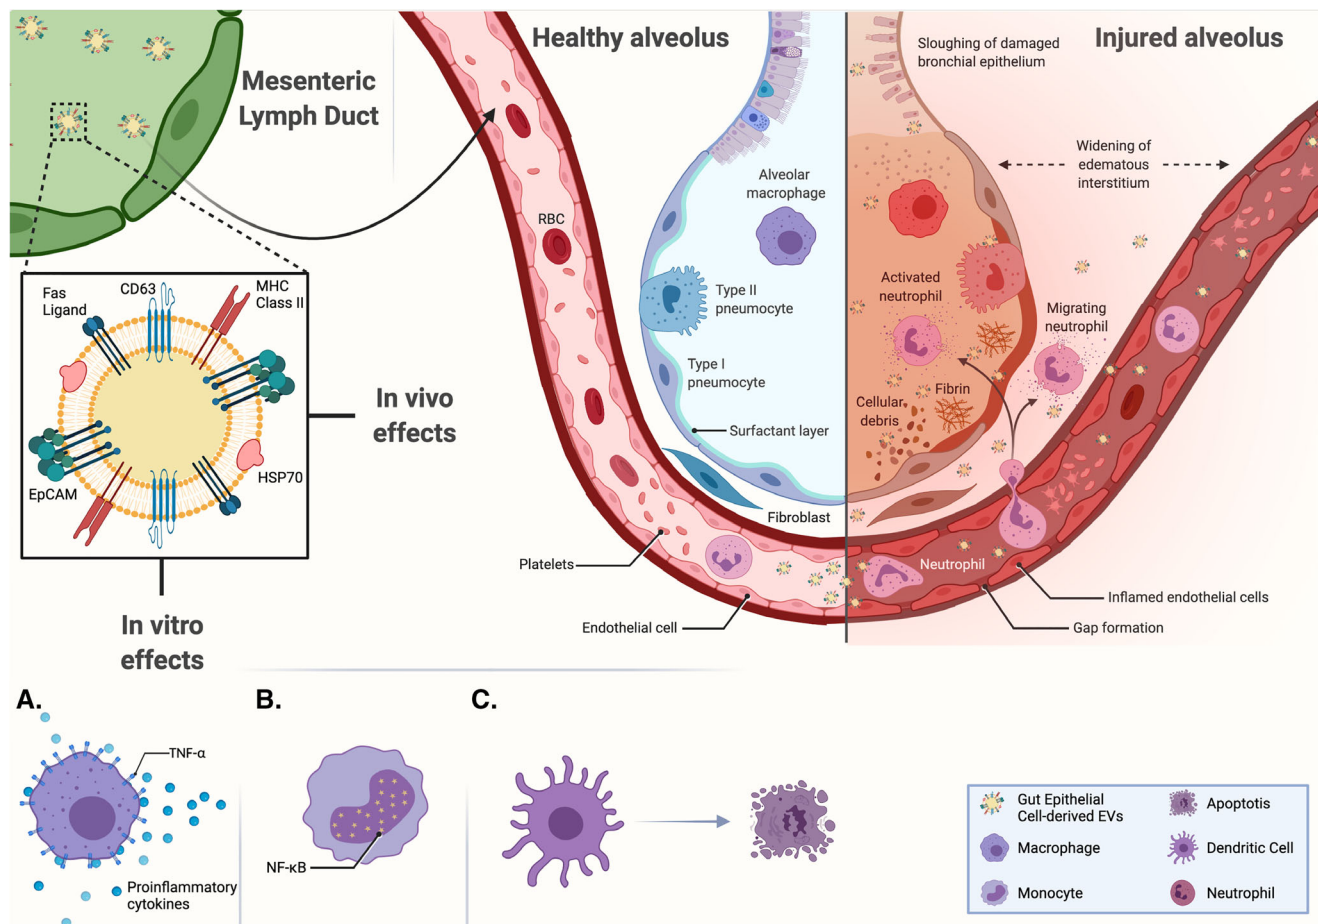 Mesenteric
Lymph Duct
Healthy alveolus
Injured alveolus
Sloughing of damaged
bronchial epithelium
Widening of
edematous
interstitium
Alveolar
macrophage
RBC
Type II
pneumocyte
Type I
pneumocyte
Surfactant layer
Fibroblast
Platelets
Endothelial cell
Activated
neutrophil
Migrating
neutrophil
Fibrin
Cellular
debris
Neutrophil
Inflamed endothelial cells
Gap formation
Fas
Ligand
CD63
MHC
Class II
EpCAM
HSP70
In vivo
effects
In vitro
effects
A.
TNF-α
Proinflammatory
cytokines
B.
NF-κB
C.
Gut Epithelial
Cell-derived EVs
Macrophage
Monocyte
Apoptotis
Dendritic Cell
Neutrophil